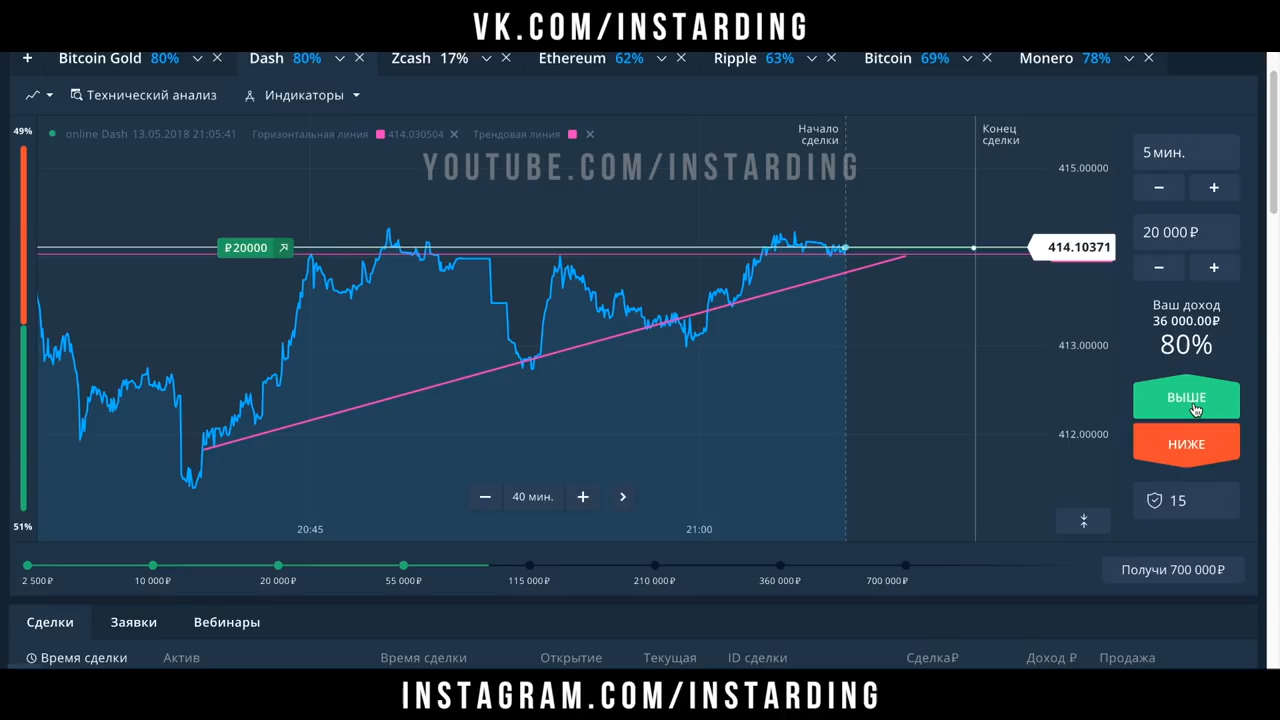 VK.COM/INSTARDING
+ Bitcoin Gold 80% Dash 80% Zcash 17% Ethereum 62% Ripple 63% Bitcoin 69% Monero 78%
Технический анализ Индикаторы
49%
online Dash 13.05.2018 21:05:41 Горизонтальная линия 414.030504 Трендовая линия
Начало сделки
Конец сделки
YOUTUBE.COM/INSTARDING
415.00000
5 мин.
− +
20 000 ₽
− +
₽20000
414.10371
Ваш доход
36 000.00₽
80%
413.00000
ВЫШЕ
НИЖЕ
412.00000
15
− 40 мин. +
51%
20:45 21:00
2 500₽ 10 000₽ 20 000₽ 55 000₽ 115 000₽ 210 000₽ 360 000₽ 700 000₽
Получи 700 000₽
Сделки Заявки Вебинары
Время сделки Актив Время сделки Открытие Текущая ID сделки Сделка₽ Доход ₽ Продажа
INSTAGRAM.COM/INSTARDING